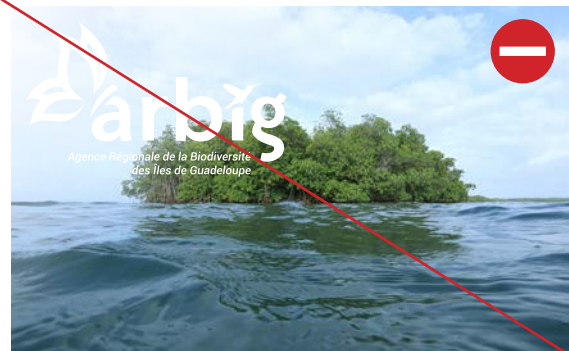 arbig
Agence Régionale de la Biodiversité
des Îles de Guadeloupe